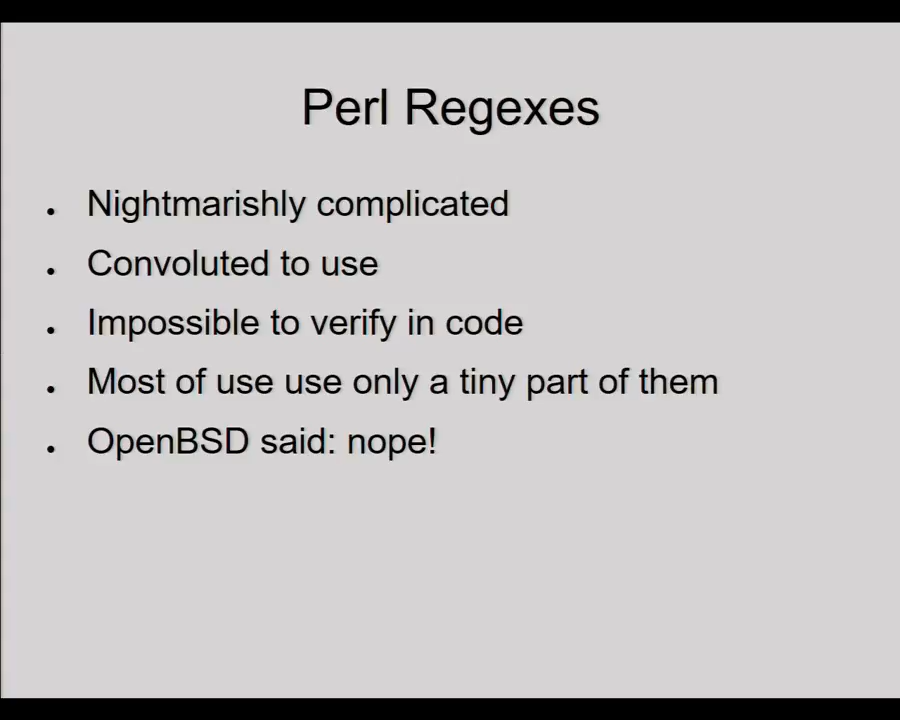 Perl Regexes
• Nightmarishly complicated
• Convoluted to use
• Impossible to verify in code
• Most of use use only a tiny part of them
• OpenBSD said: nope!